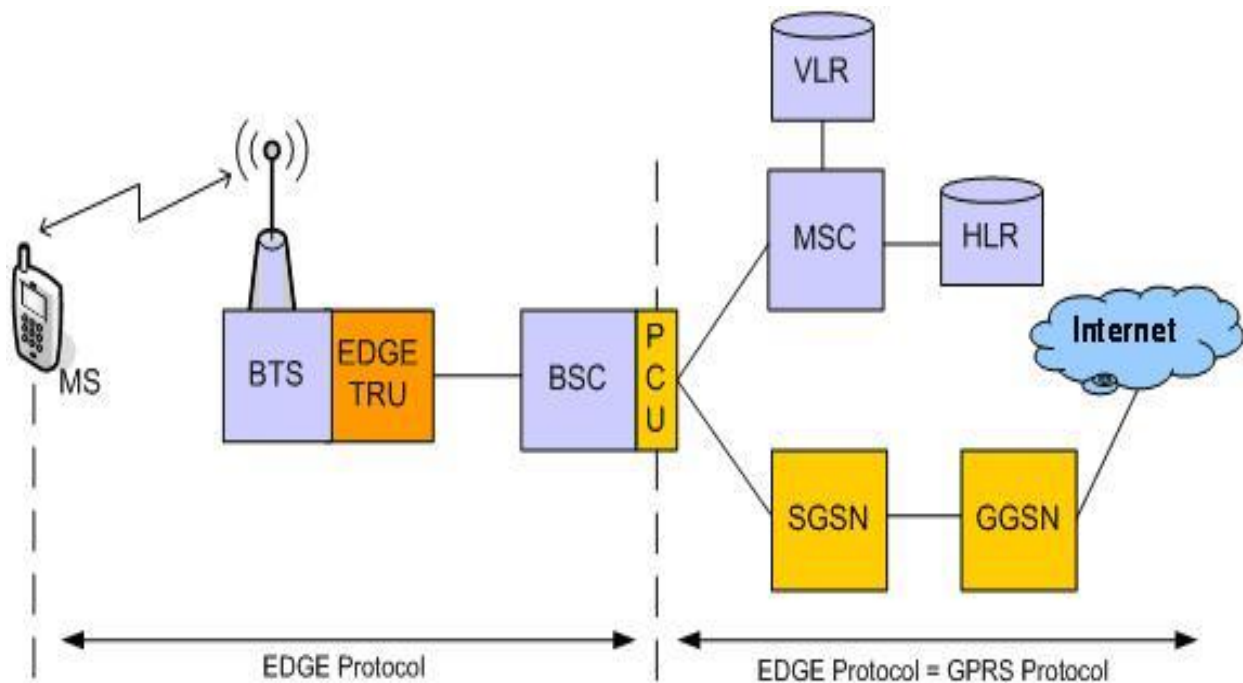 VLR
MSC
HLR
Internet
MS
BTS
EDGE
TRU
BSC
P
C
U
SGSN
GGSN
EDGE Protocol
EDGE Protocol = GPRS Protocol